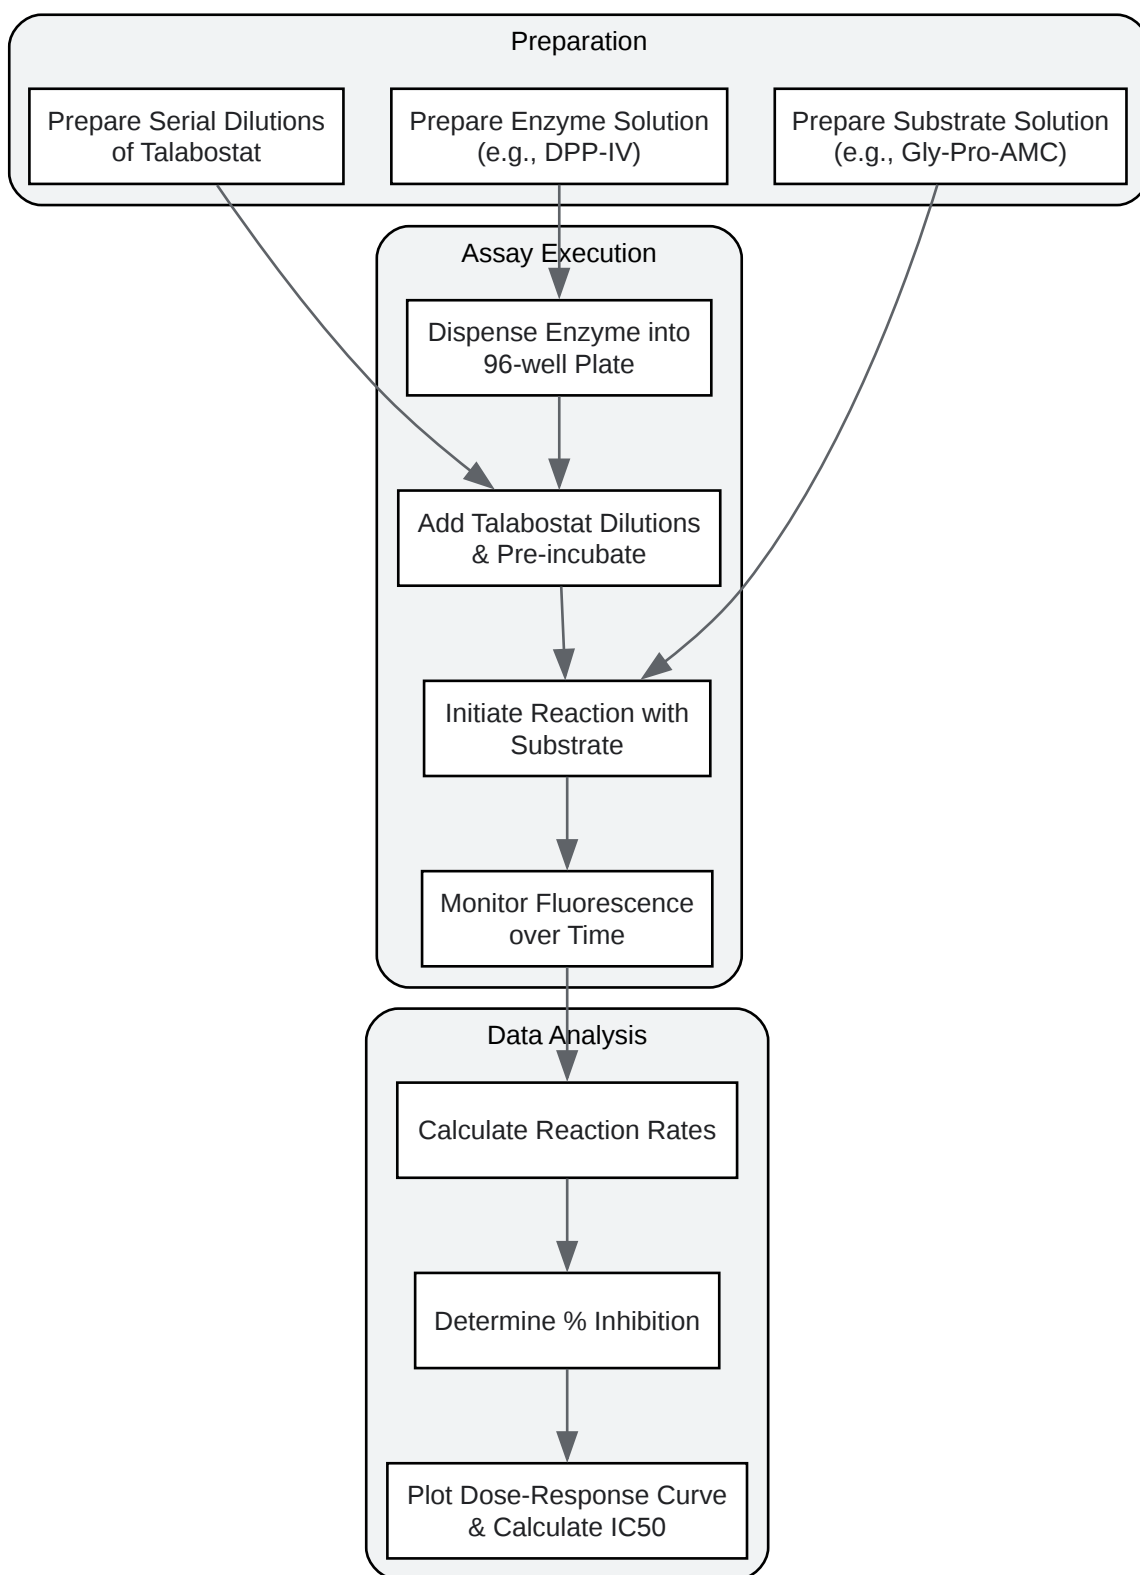 Preparation
Prepare Serial Dilutions
of Talabostat
Prepare Enzyme Solution
(e.g., DPP-IV)
Prepare Substrate Solution
(e.g., Gly-Pro-AMC)
Assay Execution
Dispense Enzyme into
96-well Plate
Add Talabostat Dilutions
& Pre-incubate
Initiate Reaction with
Substrate
Monitor Fluorescence
over Time
Data Analysis
Calculate Reaction Rates
Determine % Inhibition
Plot Dose-Response Curve
& Calculate IC50